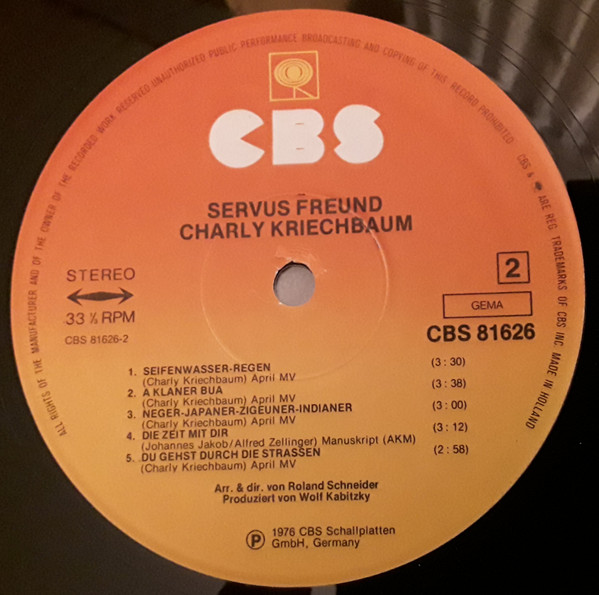 ALL RIGHTS OF THE MANUFACTURER AND OF THE OWNER OF THE RECORDED WORK RESERVED UNAUTHORIZED PUBLIC PERFORMANCE BROADCASTING AND COPYING OF THIS RECORD PROHIBITED
CBS & ARE REG. TRADEMARKS OF CBS INC. MADE IN HOLLAND
CBS
SERVUS FREUND
CHARLY KRIECHBAUM
STEREO
33 ⅓ RPM
CBS 81626-2
2
GEMA
CBS 81626
1. SEIFENWASSER-REGEN (3 : 30)
(Charly Kriechbaum) April MV
2. A KLANER BUA (3 : 38)
(Charly Kriechbaum) April MV
3. NEGER-JAPANER-ZIGEUNER-INDIANER (3 : 00)
(Charly Kriechbaum) April MV
4. DIE ZEIT MIT DIR (3 : 12)
(Johannes Jakob/Alfred Zellinger) Manuskript (AKM)
5. DU GEHST DURCH DIE STRASSEN (2 : 58)
(Charly Kriechbaum) April MV
Arr. & dir. von Roland Schneider
Produziert von Wolf Kabitzky
℗ 1976 CBS Schallplatten
GmbH, Germany